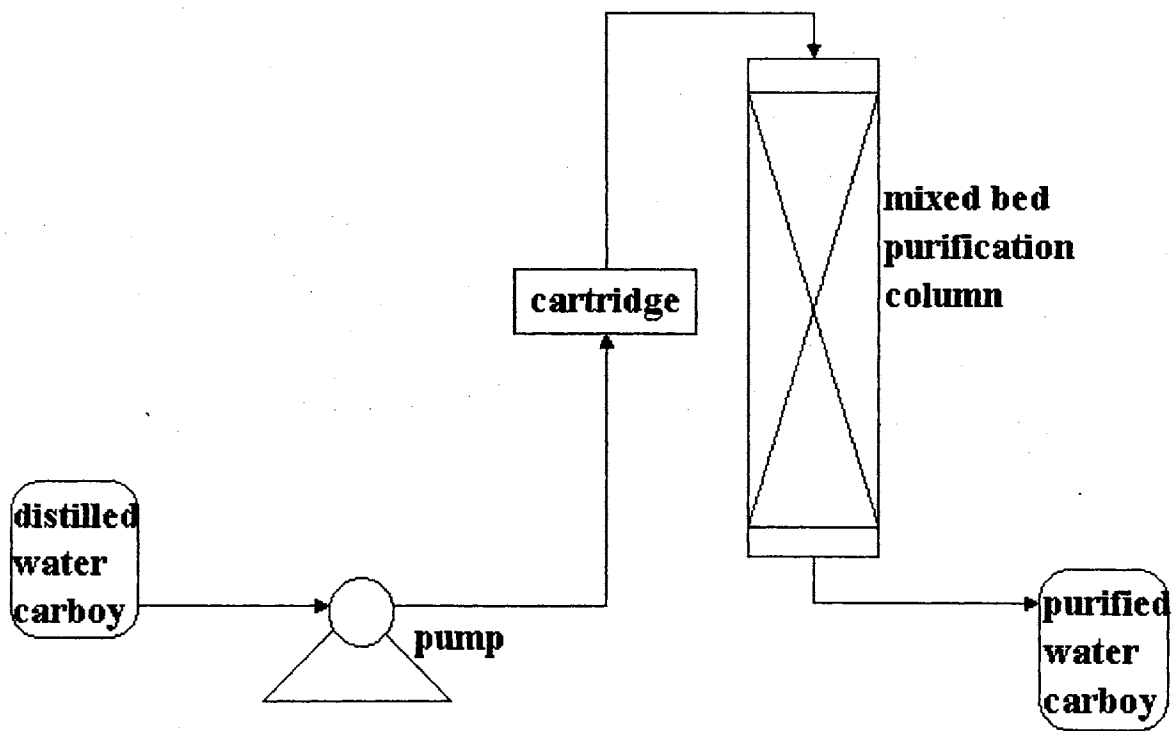 mixed bed
purification
column
cartridge
distilled
water
carboy
pump
purified
water
carboy